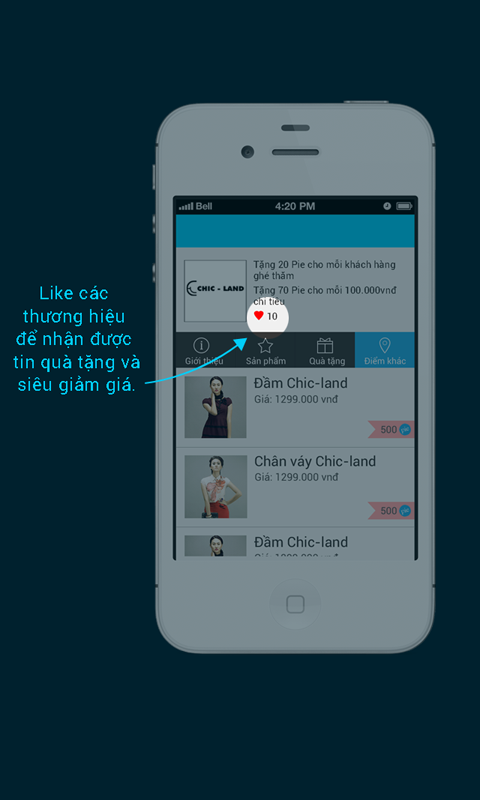 Bell
4:20 PM
CHIC - LAND
Tặng 20 Pie cho mỗi khách hàng
ghé thăm
Tặng 70 Pie cho mỗi 100.000vnđ
chi tiêu
10
Like các
thương hiệu
để nhận được
tin quà tặng và
siêu giảm giá.
Giới thiệu
Sản phẩm
Quà tặng
Điểm khác
Đầm Chic-land
Giá: 1299.000 vnđ
500
Chân váy Chic-land
Giá: 1299.000 vnđ
500
Đầm Chic-land